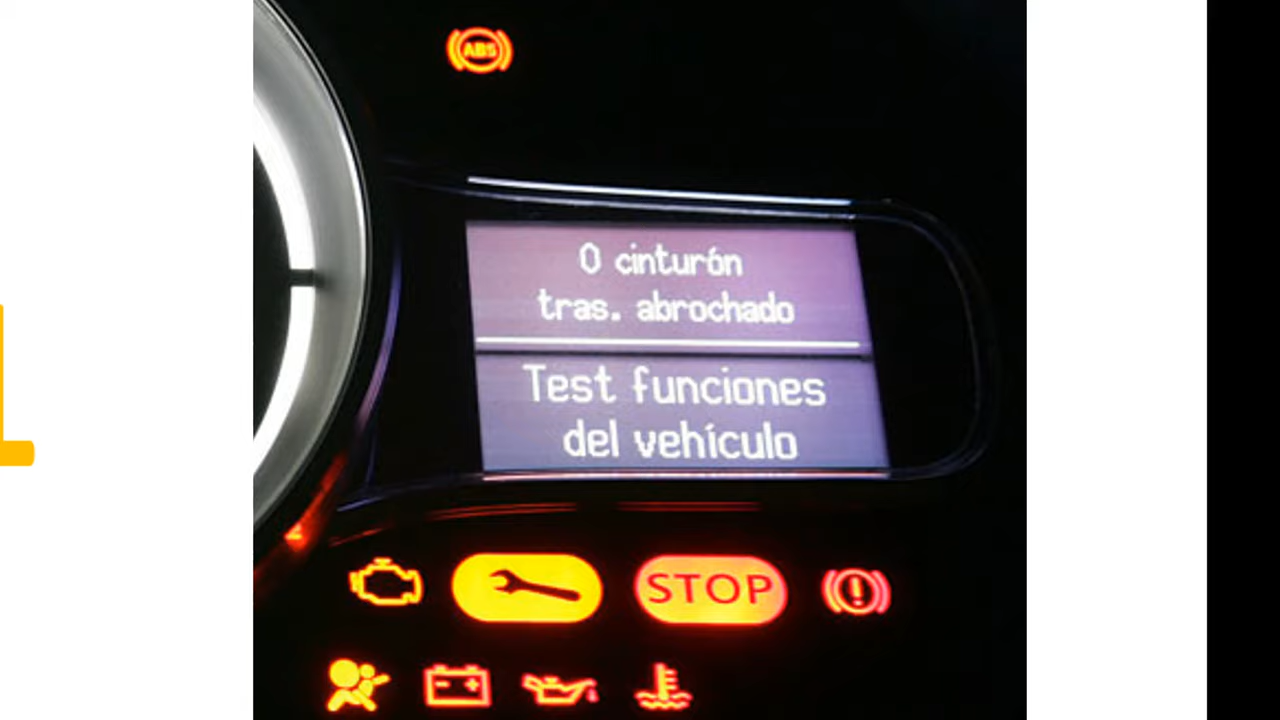 ABS
0 cinturón
tras. abrochado
Test funciones
del vehículo
STOP